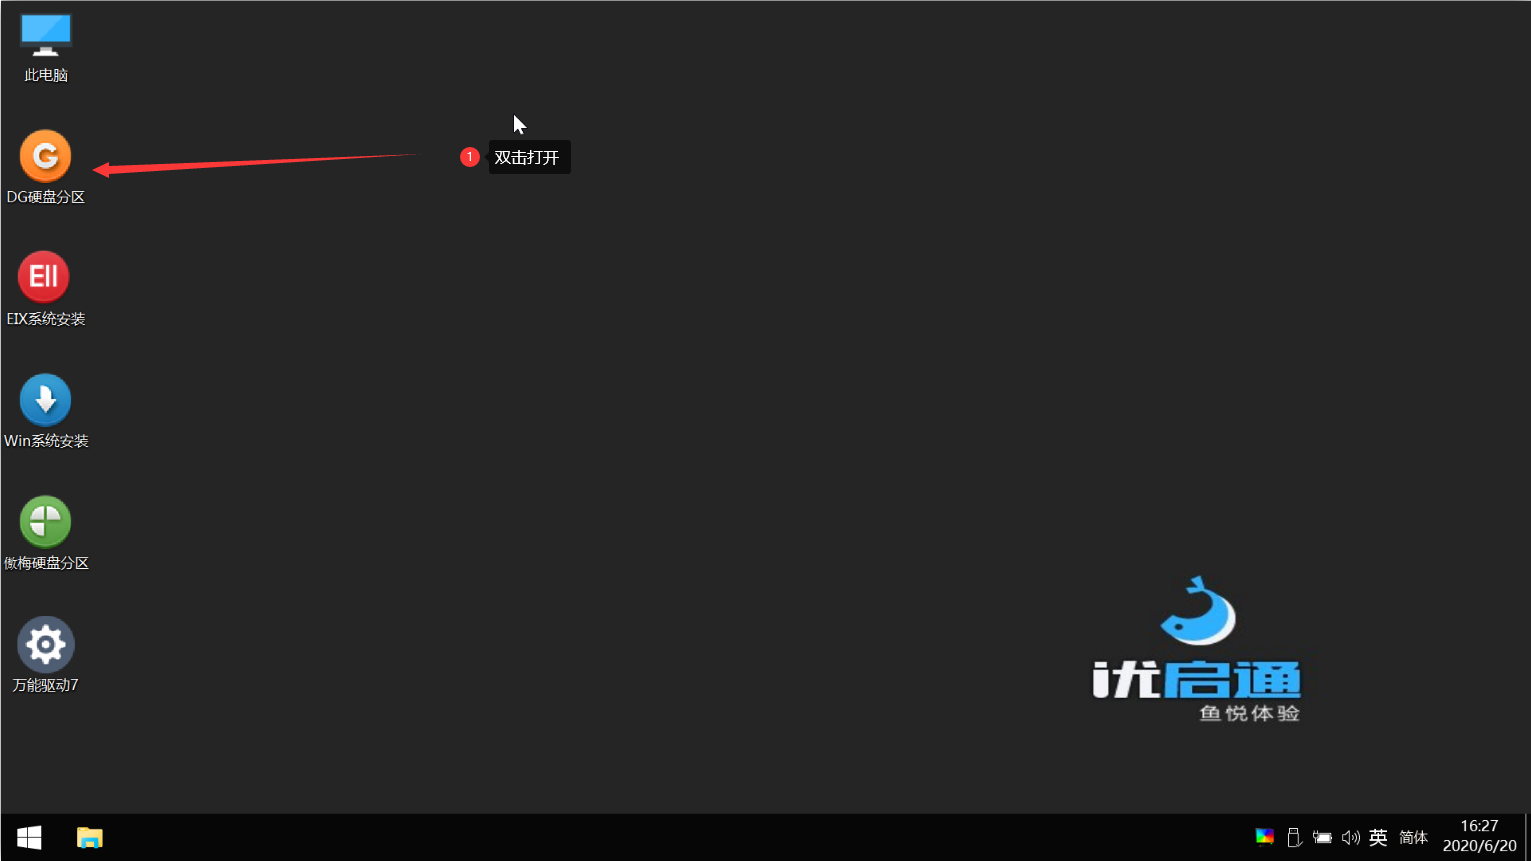 此电脑
DG硬盘分区
1 双击打开
EIX系统安装
Win系统安装
傲梅硬盘分区
万能驱动7
优启通
鱼悦体验
英 简体
16:27
2020/6/20